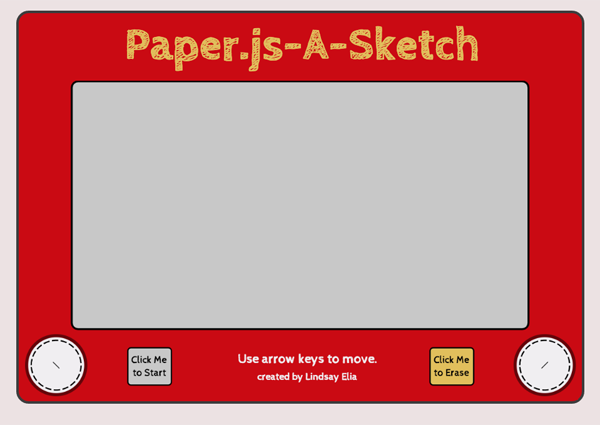 Paper.js-A-Sketch
Click Me
to Start
Use arrow keys to move.
created by Lindsay Elia
Click Me
to Erase